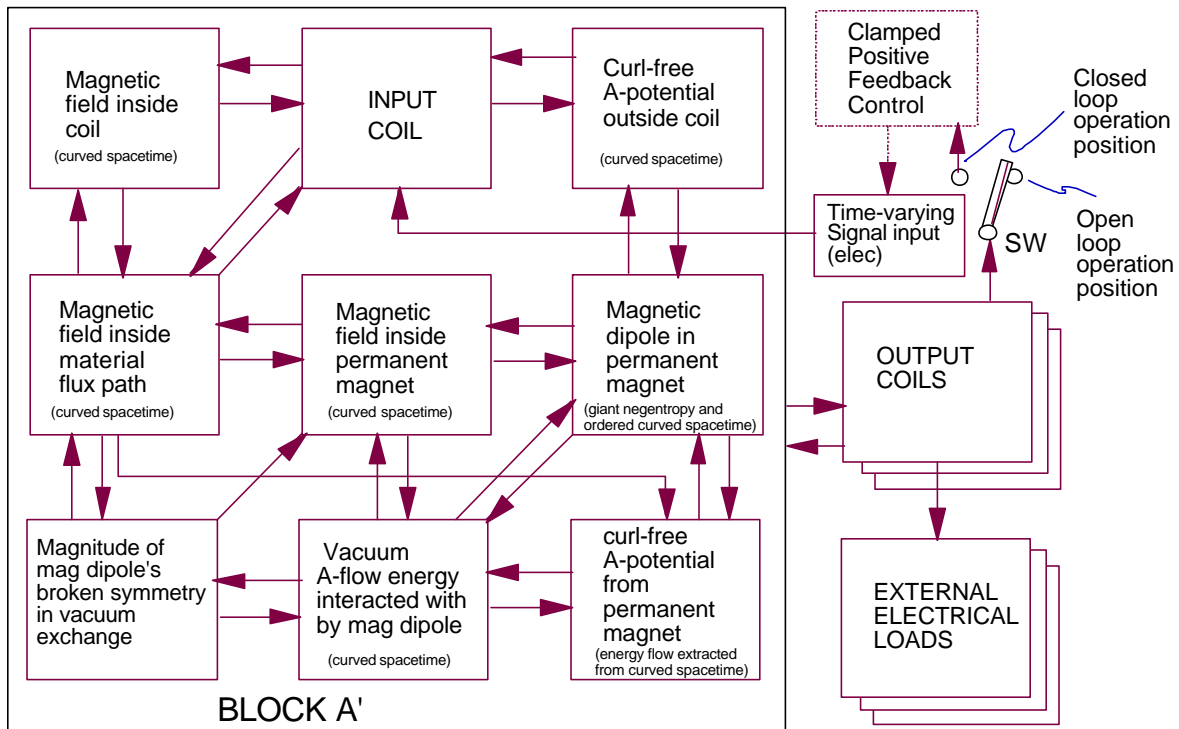 Magnetic
field inside
coil
(curved spacetime)
INPUT
COIL
Curl-free
A-potential
outside coil
(curved spacetime)
Clamped
Positive
Feedback
Control
Closed
loop
operation
position
Time-varying
Signal input
(elec)
SW
Open
loop
operation
position
Magnetic
field inside
material
flux path
(curved spacetime)
Magnetic
field inside
permanent
magnet
(curved spacetime)
Magnetic
dipole in
permanent
magnet
(giant negentropy and
ordered curved spacetime)
OUTPUT
COILS
Magnitude of
mag dipole's
broken symmetry
in vacuum
exchange
Vacuum
A-flow energy
interacted with
by mag dipole
(curved spacetime)
curl-free
A-potential
from
permanent
magnet
(energy flow extracted
from curved spacetime)
EXTERNAL
ELECTRICAL
LOADS
BLOCK A'